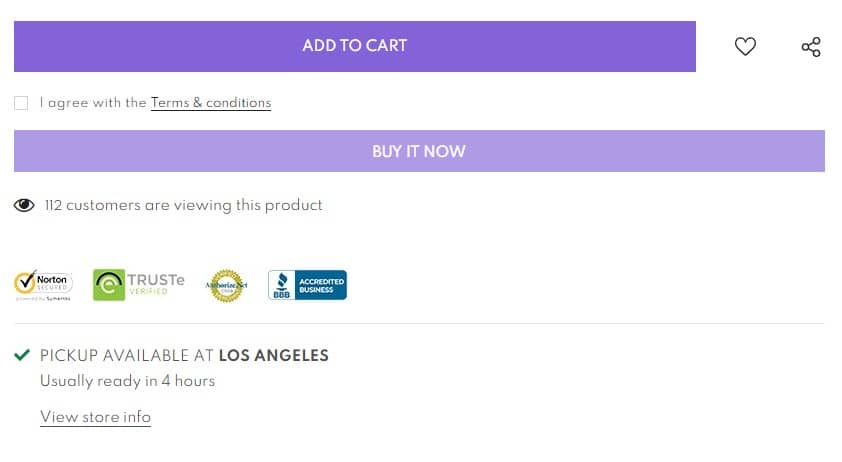 ADD TO CART
I agree with the Terms & conditions
BUY IT NOW
112 customers are viewing this product
Norton
SECURED
powered by Symantec
TRUSTe
VERIFIED
Authorize.Net
BBB
ACCREDITED
BUSINESS
PICKUP AVAILABLE AT LOS ANGELES
Usually ready in 4 hours
View store info